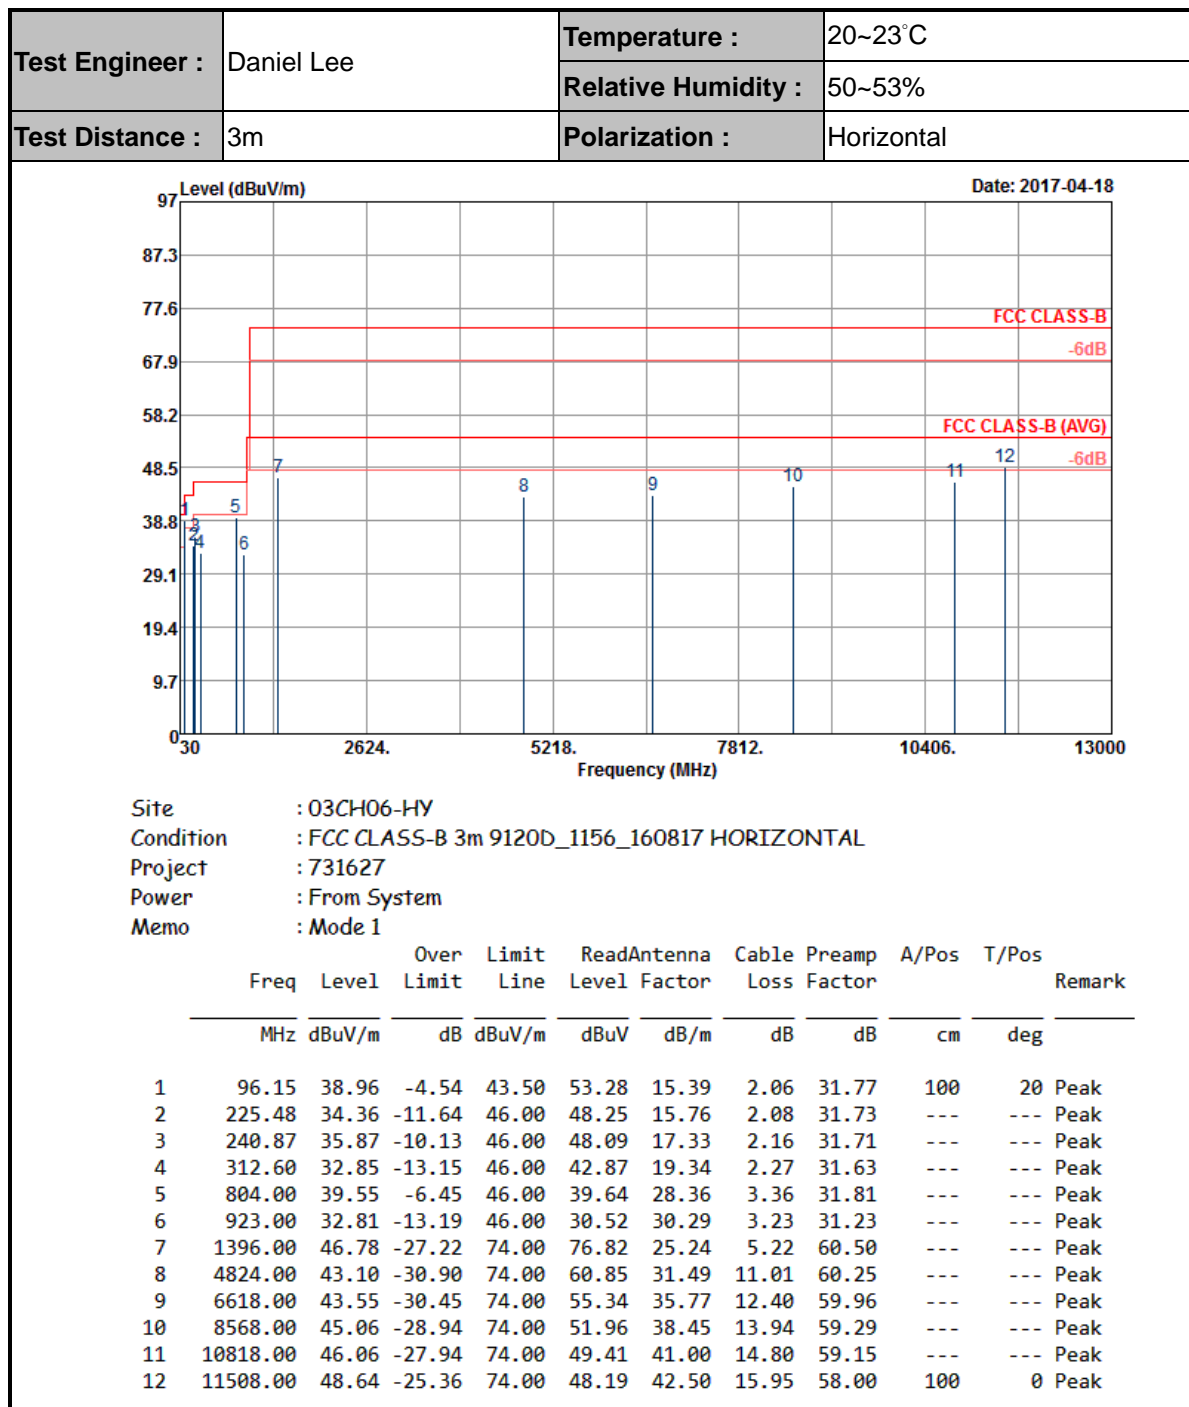 Test Engineer : Daniel Lee Temperature : 20~23°C
Relative Humidity : 50~53%
Test Distance : 3m Polarization : Horizontal
97 Level (dBuV/m) Date: 2017-04-18
87.3
77.6
FCC CLASS-B
-6dB
67.9
58.2
FCC CLASS-B (AVG)
-6dB
48.5
7 8 9 10 11 12
1 5
38.8
3
2 4 6
29.1
19.4
9.7
0
30 2624. 5218. 7812. 10406. 13000
Frequency (MHz)
Site : 03CH06-HY
Condition : FCC CLASS-B 3m 9120D_1156_160817 HORIZONTAL
Project : 731627
Power : From System
Memo : Mode 1
Over Limit ReadAntenna Cable Preamp A/Pos T/Pos
Freq Level Limit Line Level Factor Loss Factor Remark
MHz dBuV/m dB dBuV/m dBuV dB/m dB dB cm deg
1 96.15 38.96 -4.54 43.50 53.28 15.39 2.06 31.77 100 20 Peak
2 225.48 34.36 -11.64 46.00 48.25 15.76 2.08 31.73 --- --- Peak
3 240.87 35.87 -10.13 46.00 48.09 17.33 2.16 31.71 --- --- Peak
4 312.60 32.85 -13.15 46.00 42.87 19.34 2.27 31.63 --- --- Peak
5 804.00 39.55 -6.45 46.00 39.64 28.36 3.36 31.81 --- --- Peak
6 923.00 32.81 -13.19 46.00 30.52 30.29 3.23 31.23 --- --- Peak
7 1396.00 46.78 -27.22 74.00 76.82 25.24 5.22 60.50 --- --- Peak
8 4824.00 43.10 -30.90 74.00 60.85 31.49 11.01 60.25 --- --- Peak
9 6618.00 43.55 -30.45 74.00 55.34 35.77 12.40 59.96 --- --- Peak
10 8568.00 45.06 -28.94 74.00 51.96 38.45 13.94 59.29 --- --- Peak
11 10818.00 46.06 -27.94 74.00 49.41 41.00 14.80 59.15 --- --- Peak
12 11508.00 48.64 -25.36 74.00 48.19 42.50 15.95 58.00 100 0 Peak